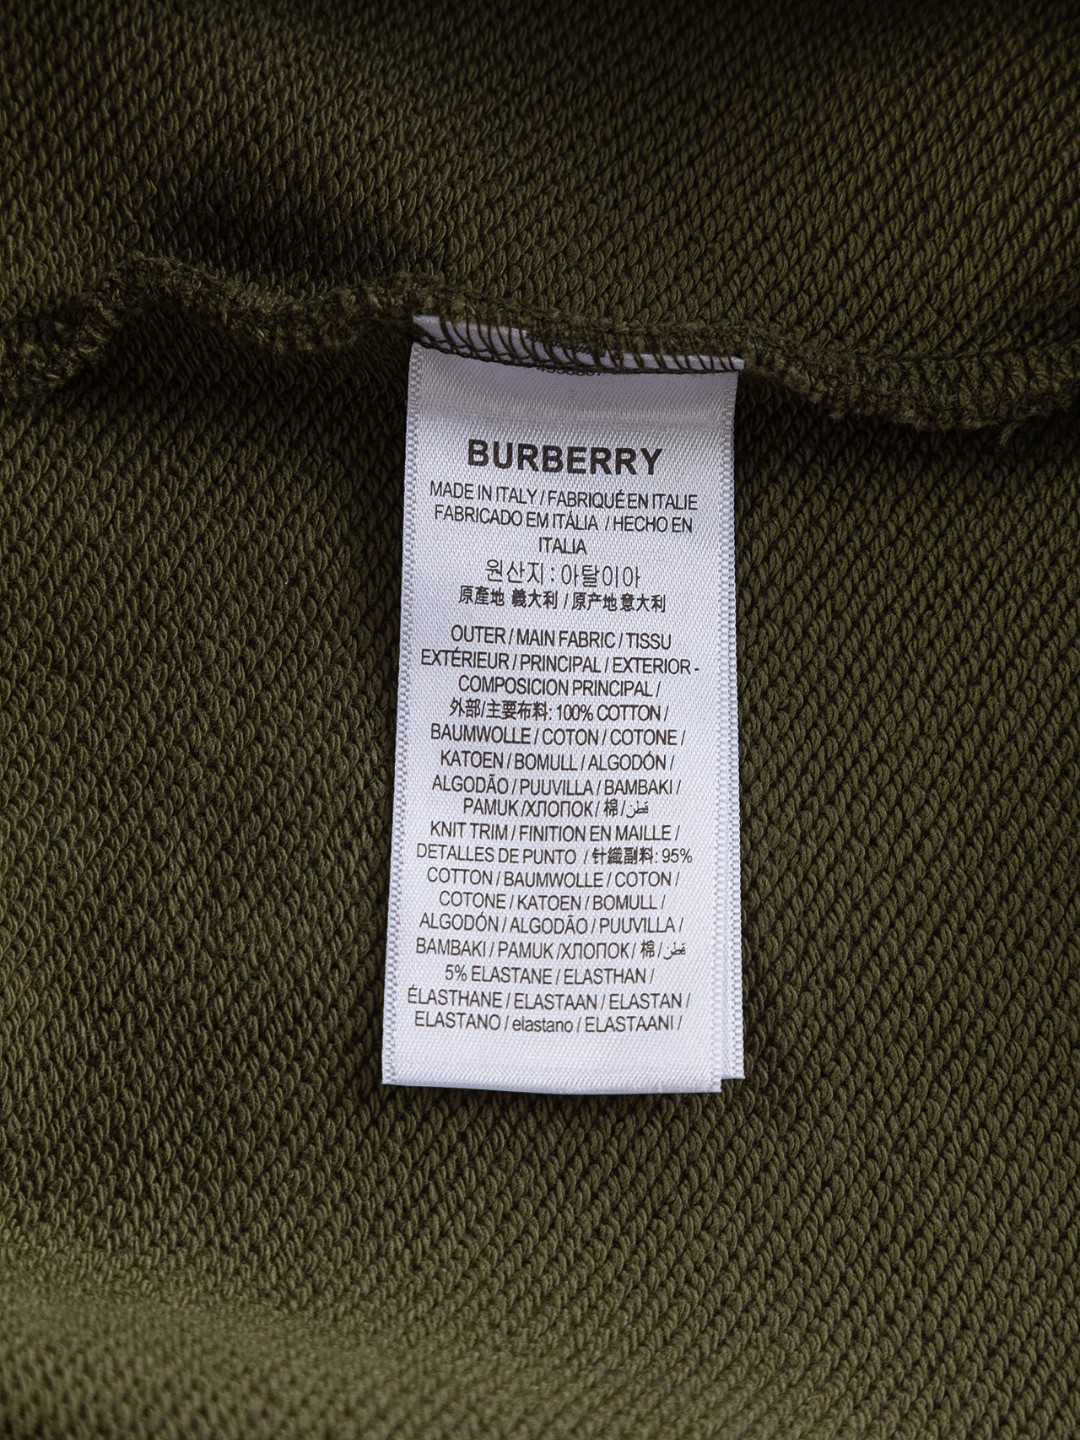 BURBERRY
MADE IN ITALY / FABRIQUÉ EN ITALIE
FABRICADO EM ITÁLIA / HECHO EN
ITALIA
원산지 : 아탈이아
原產地 義大利 / 原产地意大利
OUTER / MAIN FABRIC / TISSU
EXTÉRIEUR / PRINCIPAL / EXTERIOR -
COMPOSICION PRINCIPAL /
外部/主要布料: 100% COTTON /
BAUMWOLLE / COTON / COTONE /
KATOEN / BOMULL / ALGODÓN /
ALGODÃO / PUUVILLA / BAMBAKI /
PAMUK /ХЛОПОК/ 棉 / قطن
KNIT TRIM / FINITION EN MAILLE /
DETALLES DE PUNTO / 针織副料: 95%
COTTON / BAUMWOLLE / COTON /
COTONE / KATOEN / BOMULL /
ALGODÓN / ALGODÃO / PUUVILLA /
BAMBAKI / PAMUK /ХЛОПОК/ 棉 / قطن
5% ELASTANE / ELASTHAN /
ÉLASTHANE / ELASTAAN / ELASTAN /
ELASTANO / elastano / ELASTAANI /